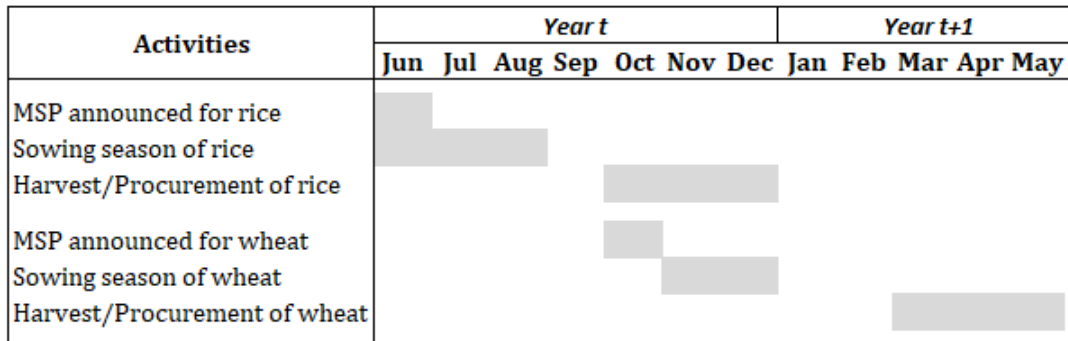 Activities
Year t Year t+1
Jun Jul Aug Sep Oct Nov Dec Jan Feb Mar Apr May
MSP announced for rice
Sowing season of rice
Harvest/Procurement of rice
MSP announced for wheat
Sowing season of wheat
Harvest/Procurement of wheat